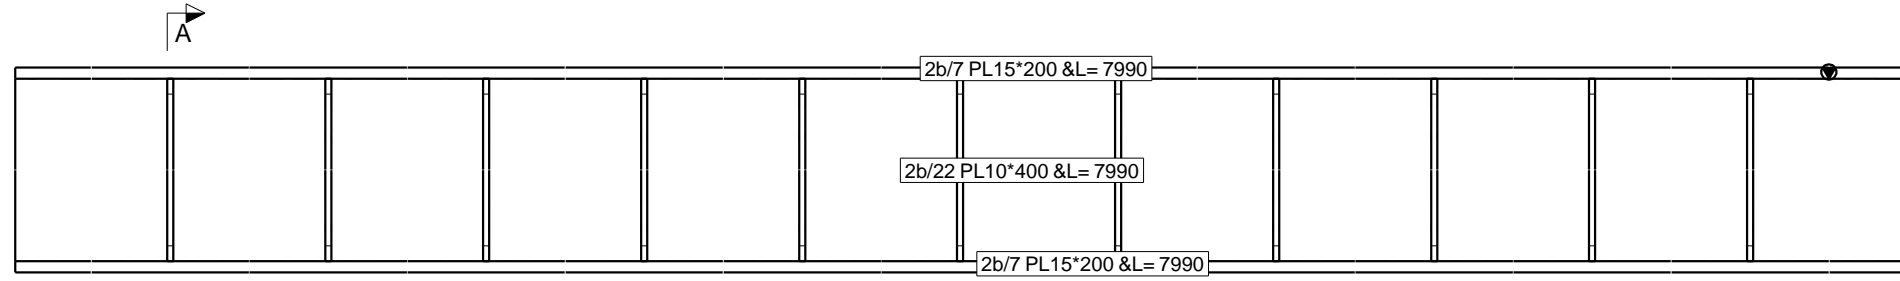 A
2b/7 PL15*200 &L= 7990
2b/22 PL10*400 &L= 7990
2b/7 PL15*200 &L= 7990